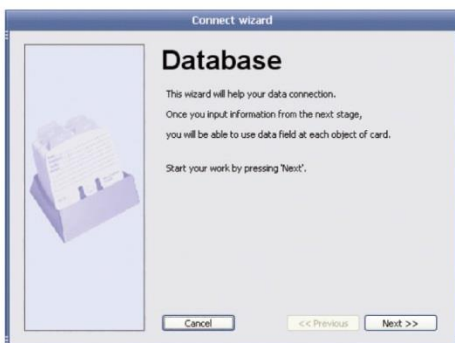 Connect wizard
Database
This wizard will help your data connection.
Once you input information from the next stage,
you will be able to use data field at each object of card.
Start your work by pressing 'Next'.
Cancel
<< Previous
Next >>